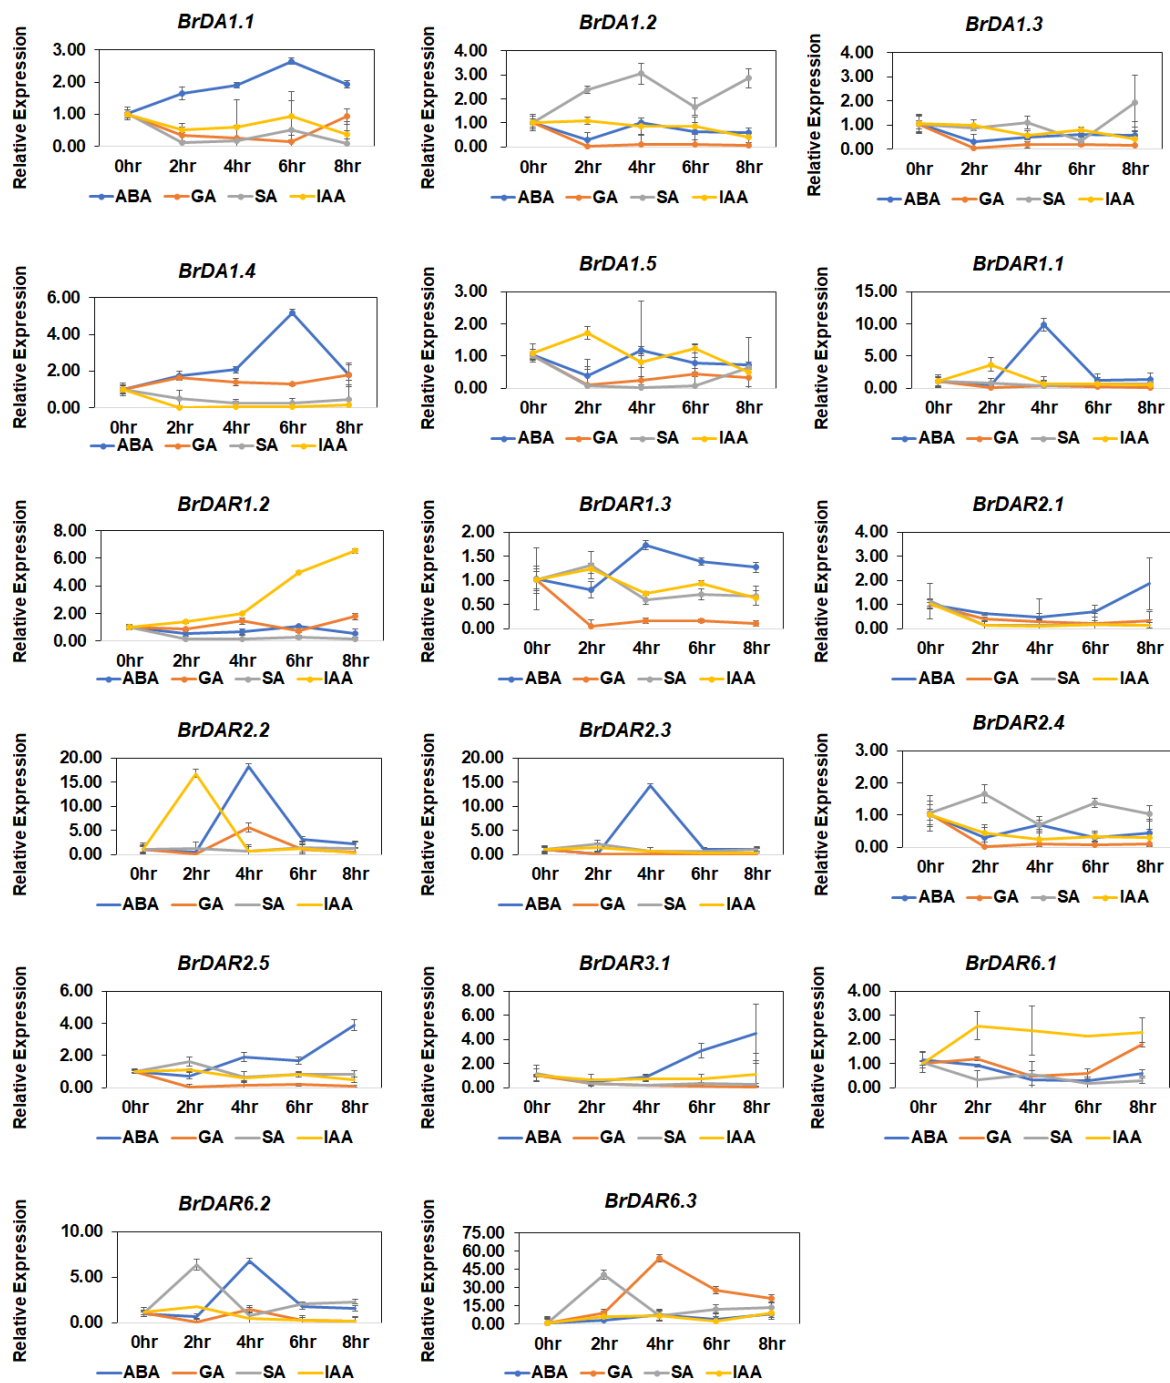 BrDA1.1
Relative Expression
3.00
2.00
1.00
0.00
0hr 2hr 4hr 6hr 8hr
ABA GA SA IAA
BrDA1.2
Relative Expression
4.00
3.00
2.00
1.00
0.00
0hr 2hr 4hr 6hr 8hr
ABA GA SA IAA
BrDA1.3
Relative Expression
4.00
3.00
2.00
1.00
0.00
0hr 2hr 4hr 6hr 8hr
ABA GA SA IAA
BrDA1.4
Relative Expression
6.00
4.00
2.00
0.00
0hr 2hr 4hr 6hr 8hr
ABA GA SA IAA
BrDA1.5
Relative Expression
3.00
2.00
1.00
0.00
0hr 2hr 4hr 6hr 8hr
ABA GA SA IAA
BrDAR1.1
Relative Expression
15.00
10.00
5.00
0.00
0hr 2hr 4hr 6hr 8hr
ABA GA SA IAA
BrDAR1.2
Relative Expression
8.00
6.00
4.00
2.00
0.00
0hr 2hr 4hr 6hr 8hr
ABA GA SA IAA
BrDAR1.3
Relative Expression
2.00
1.50
1.00
0.50
0.00
0hr 2hr 4hr 6hr 8hr
ABA GA SA IAA
BrDAR2.1
Relative Expression
4.00
3.00
2.00
1.00
0.00
0hr 2hr 4hr 6hr 8hr
ABA GA SA IAA
BrDAR2.2
Relative Expression
20.00
15.00
10.00
5.00
0.00
0hr 2hr 4hr 6hr 8hr
ABA GA SA IAA
BrDAR2.3
Relative Expression
20.00
15.00
10.00
5.00
0.00
0hr 2hr 4hr 6hr 8hr
ABA GA SA IAA
BrDAR2.4
Relative Expression
3.00
2.00
1.00
0.00
0hr 2hr 4hr 6hr 8hr
ABA GA SA IAA
BrDAR2.5
Relative Expression
6.00
4.00
2.00
0.00
0hr 2hr 4hr 6hr 8hr
ABA GA SA IAA
BrDAR3.1
Relative Expression
8.00
6.00
4.00
2.00
0.00
0hr 2hr 4hr 6hr 8hr
ABA GA SA IAA
BrDAR6.1
Relative Expression
4.00
3.00
2.00
1.00
0.00
0hr 2hr 4hr 6hr 8hr
ABA GA SA IAA
BrDAR6.2
Relative Expression
10.00
5.00
0.00
0hr 2hr 4hr 6hr 8hr
ABA GA SA IAA
BrDAR6.3
Relative Expression
75.00
60.00
45.00
30.00
15.00
0.00
0hr 2hr 4hr 6hr 8hr
ABA GA SA IAA